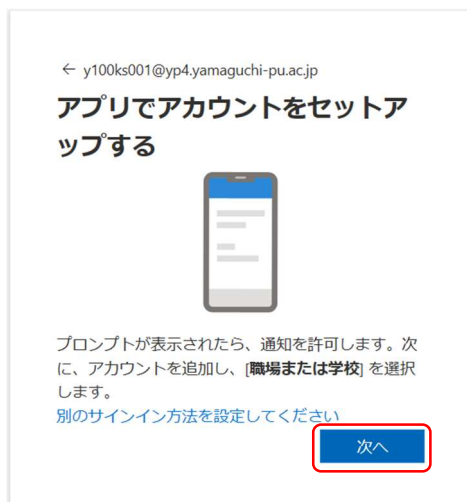 ← y100ks001@yp4.yamaguchi-pu.ac.jp
アプリでアカウントをセットア
ップする
プロンプトが表示されたら、通知を許可します。次
に、アカウントを追加し、[職場または学校] を選択
します。
別のサインイン方法を設定してください
次へ